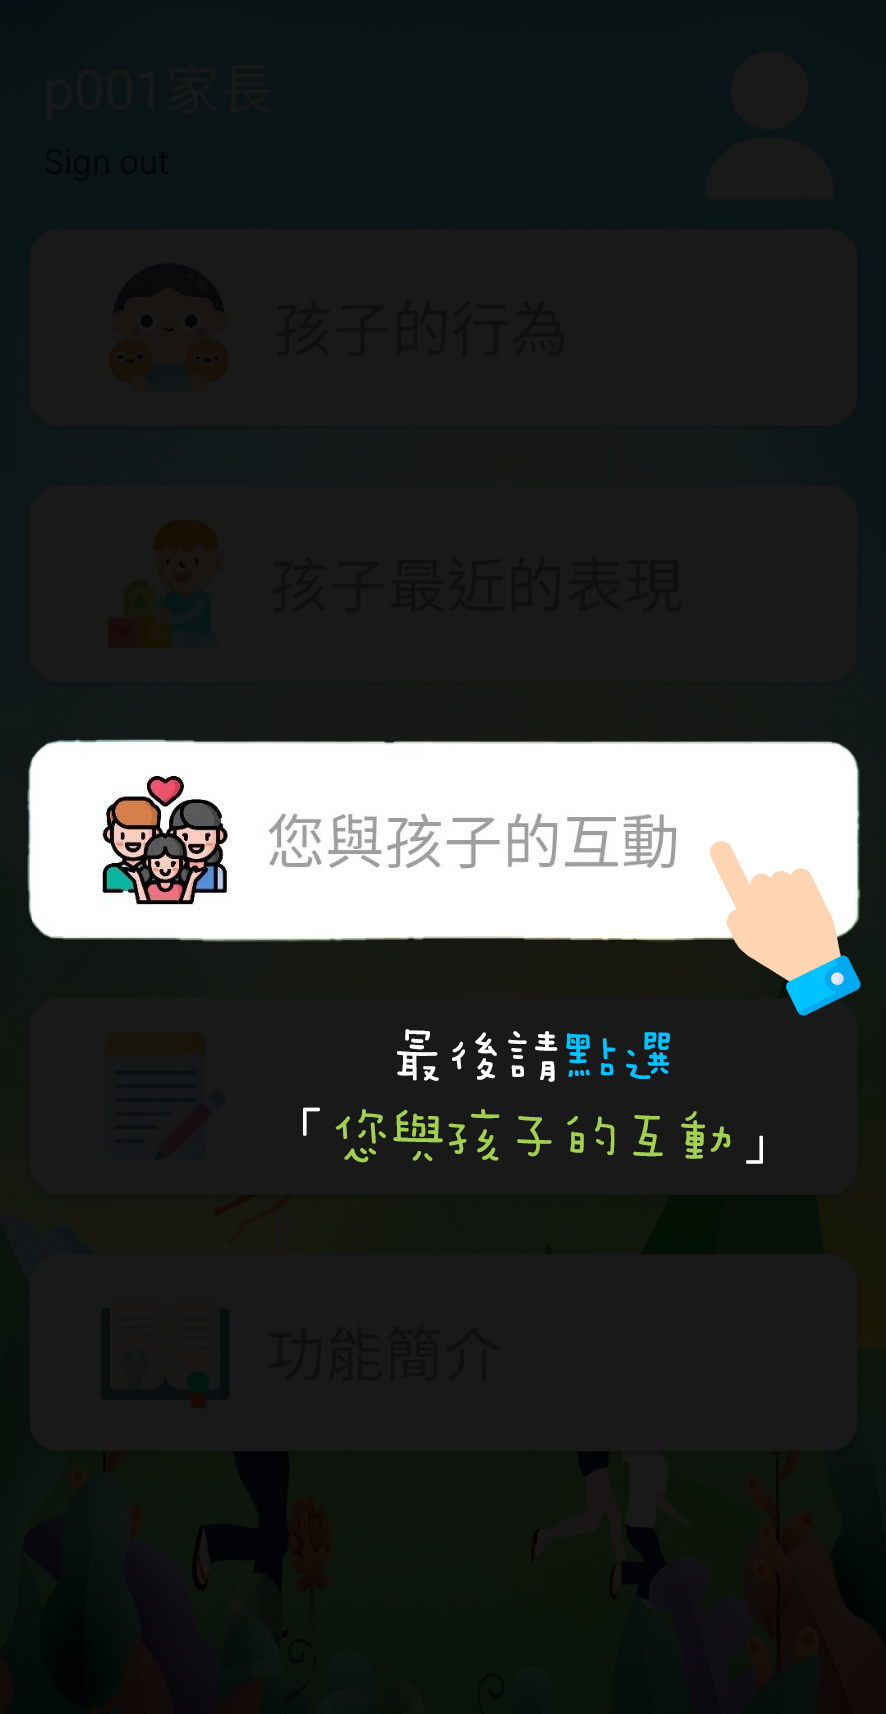 p001家長
Sign out
孩子的行為
孩子最近的表現
您與孩子的互動
最後請點選
「您與孩子的互動」
功能簡介